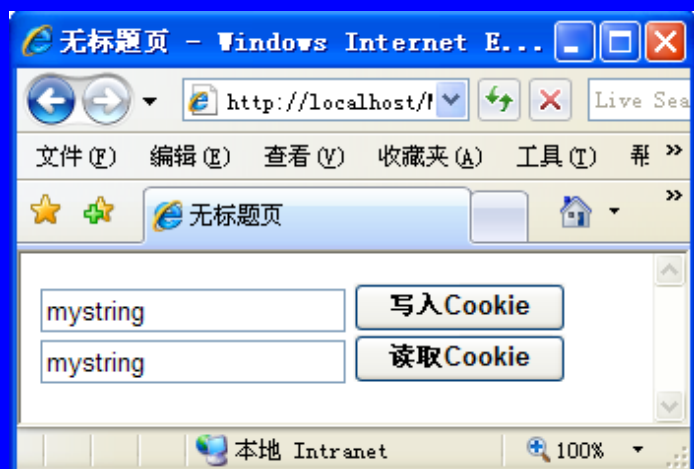 无标题页 - Windows Internet E...
http://localhost/ Live Sea
文件(F) 编辑(E) 查看(V) 收藏夹(A) 工具(T) »
无标题页 »
mystring 写入Cookie
mystring 读取Cookie
本地 Intranet 100%